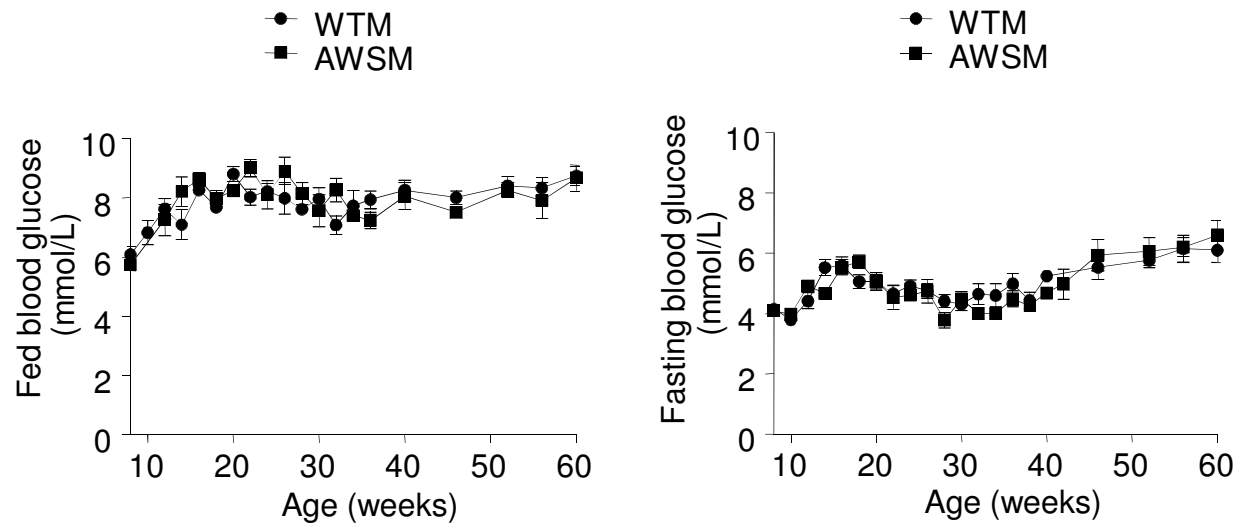 WTM
AWSM
Fed blood glucose
(mmol/L)
10
8
6
4
2
0
10 20 30 40 50 60
Age (weeks)
WTM
AWSM
Fasting blood glucose
(mmol/L)
10
8
6
4
2
0
10 20 30 40 50 60
Age (weeks)